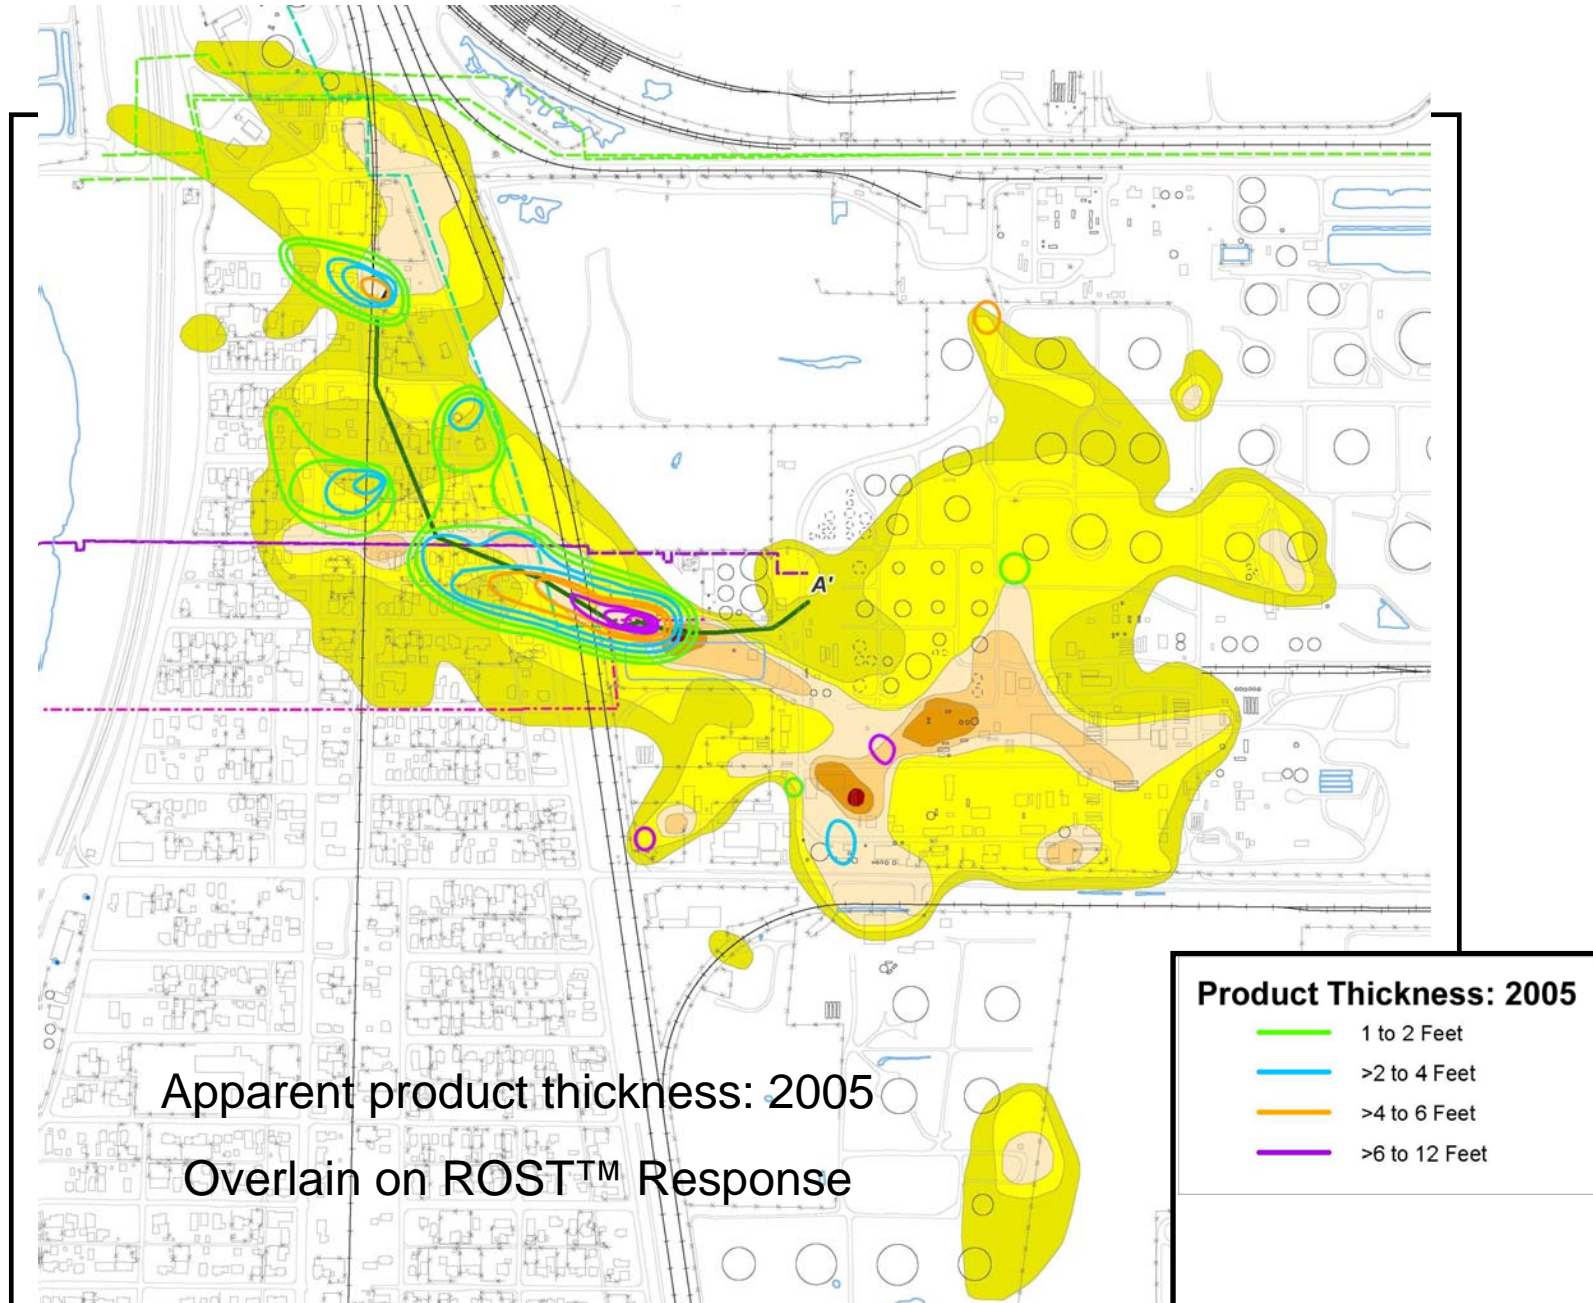 A'
Product Thickness: 2005
1 to 2 Feet
>2 to 4 Feet
>4 to 6 Feet
>6 to 12 Feet
Apparent product thickness: 2005
Overlain on ROST™ Response